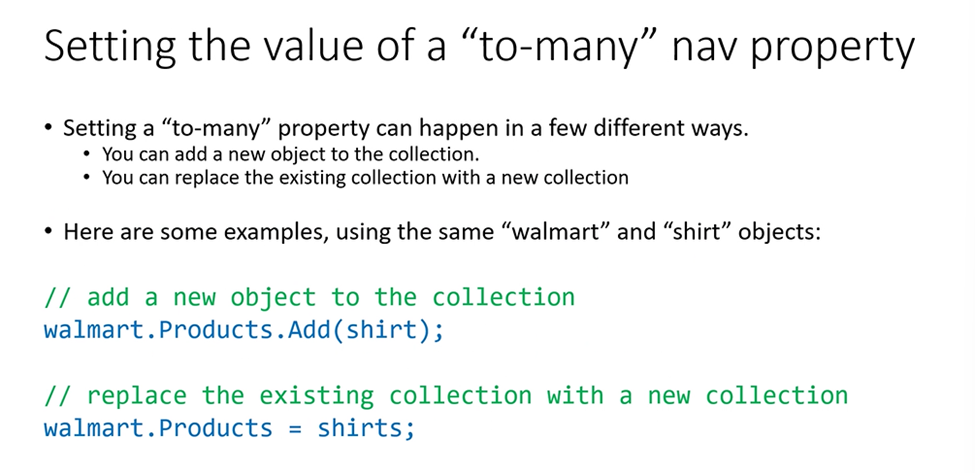 Setting the value of a “to-many” nav property
• Setting a “to-many” property can happen in a few different ways.
• You can add a new object to the collection.
• You can replace the existing collection with a new collection
• Here are some examples, using the same “walmart” and “shirt” objects:
// add a new object to the collection
walmart.Products.Add(shirt);
// replace the existing collection with a new collection
walmart.Products = shirts;